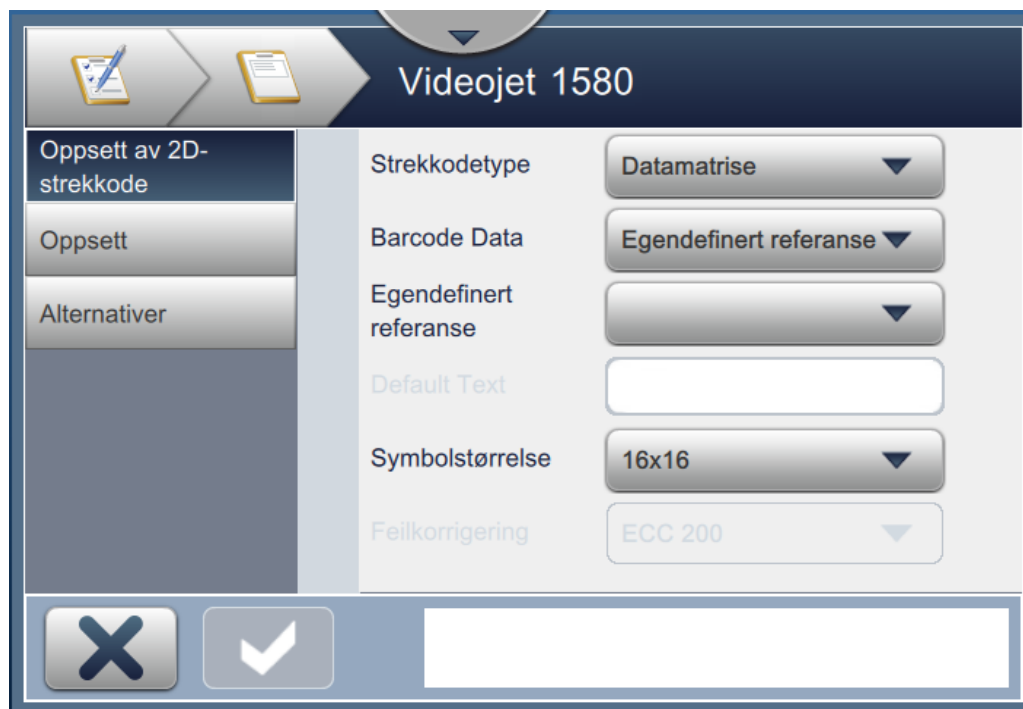 Videojet 1580
Oppsett av 2D-
strekkode
Oppsett
Alternativer
Strekkodetype
Datamatrise
Barcode Data
Egendefinert referanse
Egendefinert
referanse
Default Text
Symbolstørrelse
16x16
Feilkorrigering
ECC 200